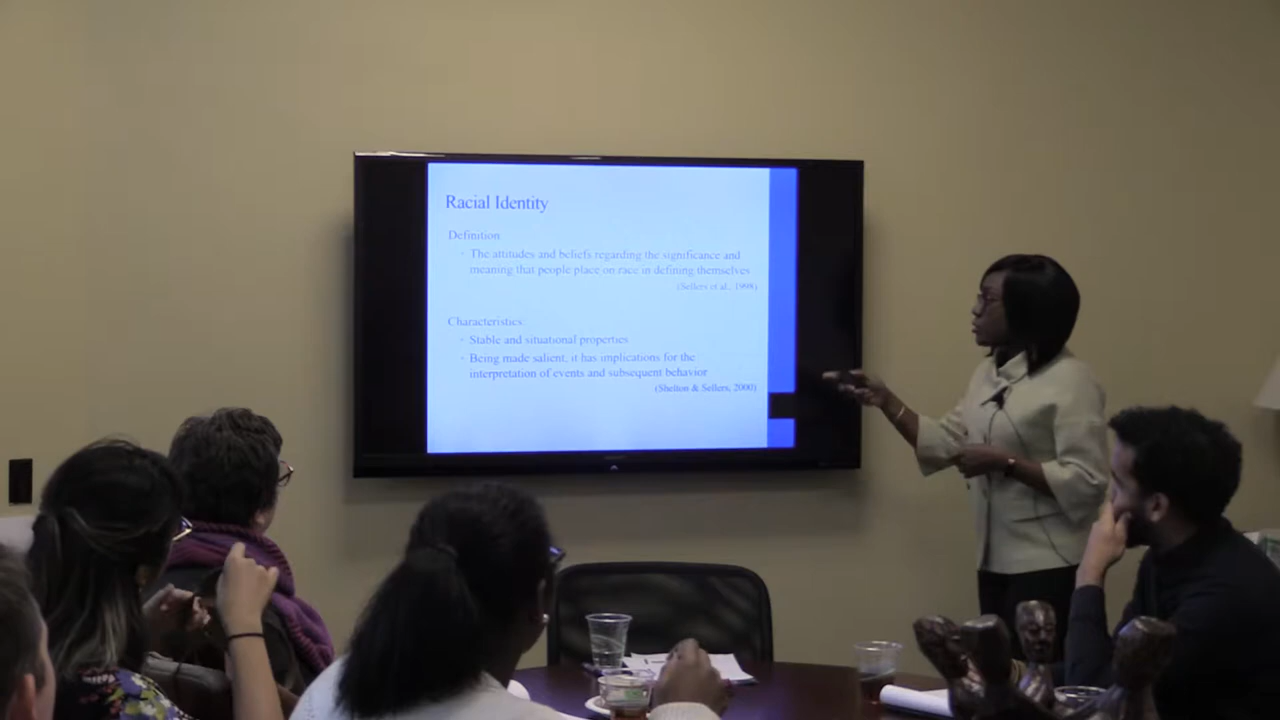 Racial Identity
Definition:
· The attitudes and beliefs regarding the significance and
meaning that people place on race in defining themselves
(Sellers et al., 1998)
Characteristics:
· Stable and situational properties
· Being made salient, it has implications for the
interpretation of events and subsequent behavior
(Shelton & Sellers, 2000)